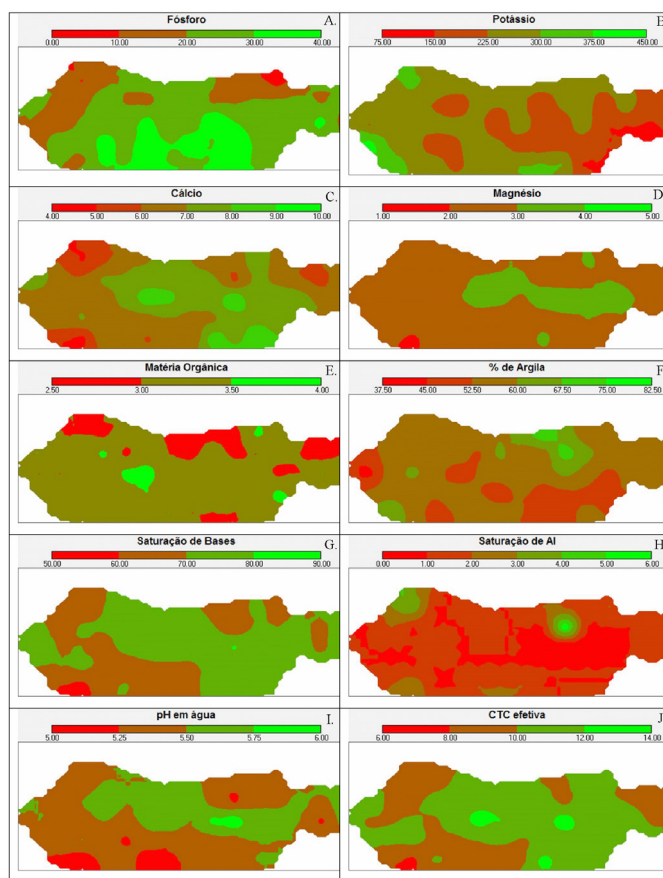 Fósforo A.
0.00 10.00 20.00 30.00 40.00
Potássio B
75.00 150.00 225.00 300.00 375.00 450.00
Cálcio C.
4.00 5.00 6.00 7.00 8.00 9.00 10.00
Magnésio D
1.00 2.00 3.00 4.00 5.00
Matéria Orgânica E.
2.50 3.00 3.50 4.00
% de Argila F
37.50 45.00 52.50 60.00 67.50 75.00 82.50
Saturação de Bases G.
50.00 60.00 70.00 80.00 90.00
Saturação de Al H.
0.00 1.00 2.00 3.00 4.00 5.00 6.00
pH em água I.
5.00 5.25 5.50 5.75 6.00
CTC efetiva J.
6.00 8.00 10.00 12.00 14.00